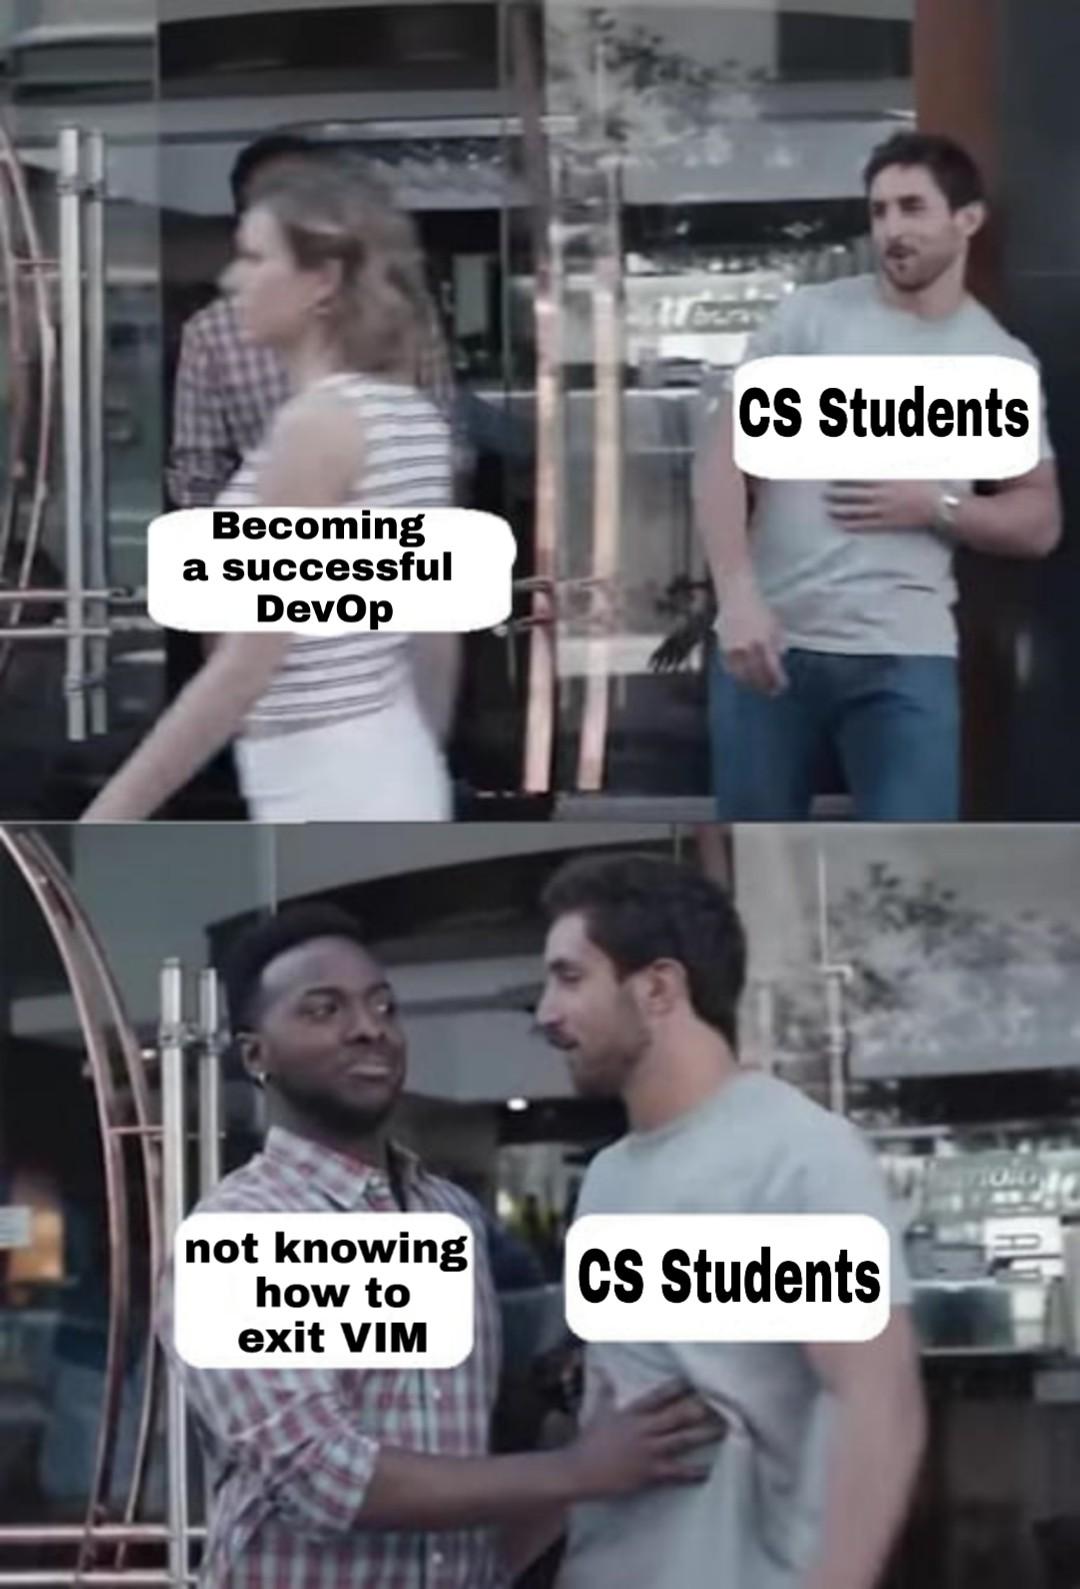 CS Students
Becoming
a successful
DevOp
not knowing
how to
exit VIM
CS Students